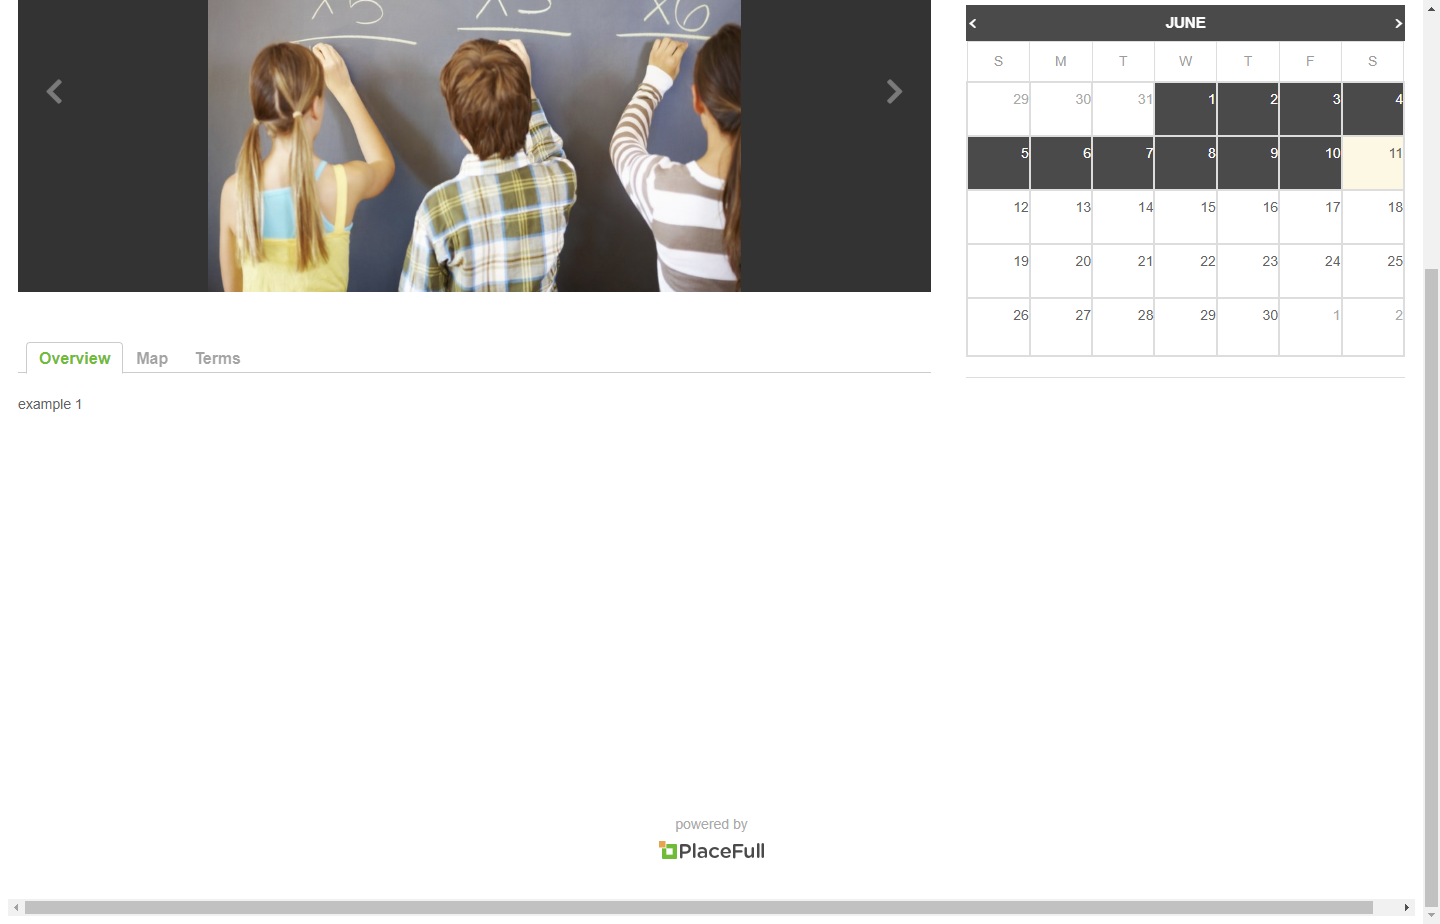 x5 x3 x6
Overview Map Terms
example 1
JUNE
S M T W T F S
29 30 31 1 2 3 4
5 6 7 8 9 10 11
12 13 14 15 16 17 18
19 20 21 22 23 24 25
26 27 28 29 30 1 2
powered by
PlaceFull